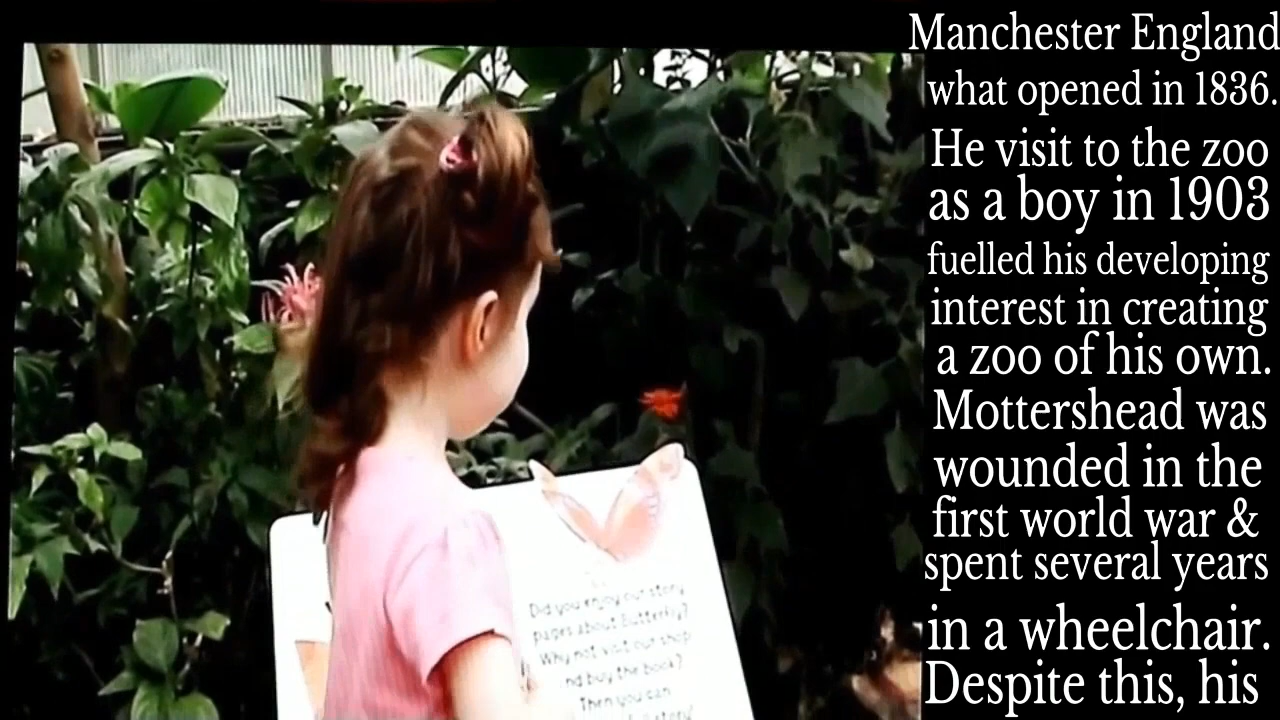 Manchester England
what opened in 1836.
He visit to the zoo
as a boy in 1903
fuelled his developing
interest in creating
a zoo of his own.
Mottershead was
wounded in the
first world war &
spent several years
in a wheelchair.
Despite this, his
Did you enjoy our story
pages about Butterfly?
Why not visit our shop
nd buy the book?
Then you can
story!